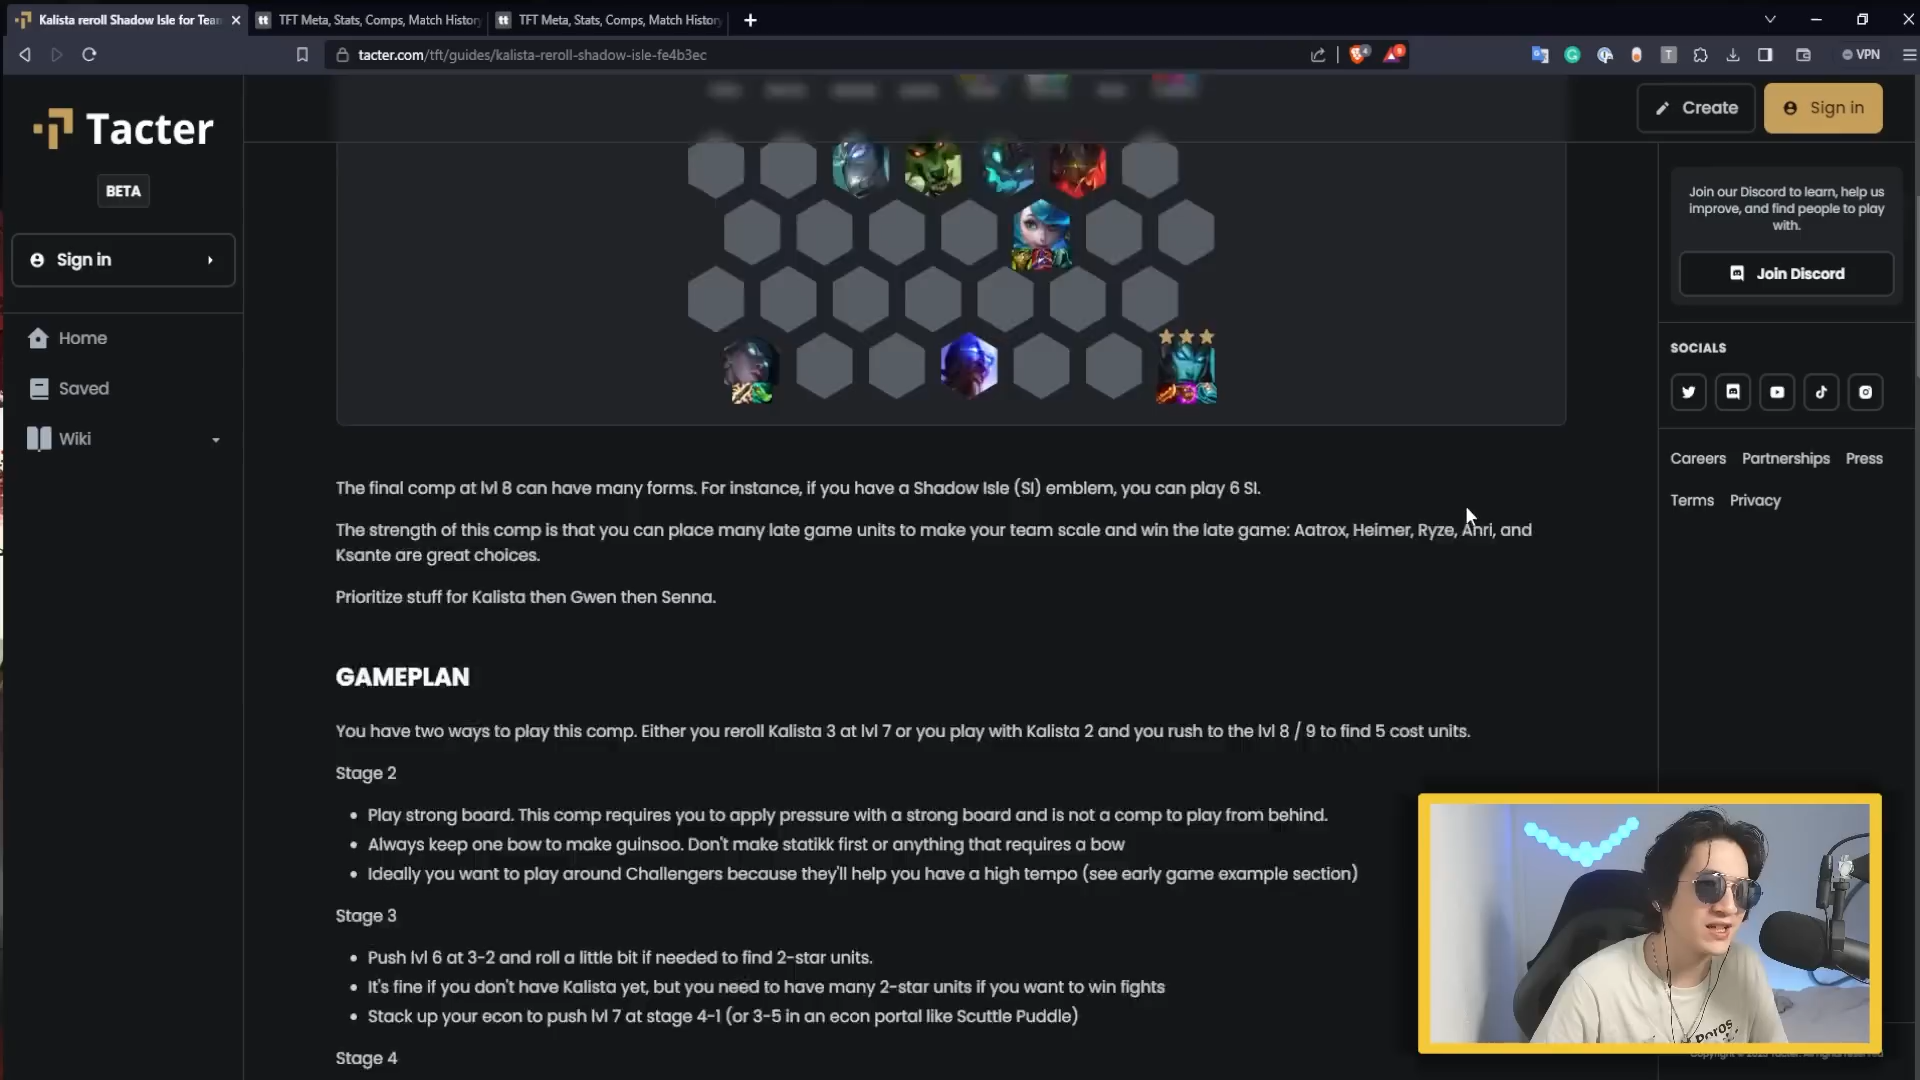 Kalista reroll Shadow Isle for Tean
TFT Meta, Stats, Comps, Match History
TFT Meta, Stats, Comps, Match History
tacter.com/tft/guides/kalista-reroll-shadow-isle-fe4b3ec
VPN
Tacter
BETA
Create
Sign in
Sign in
Home
Saved
Wiki
Join our Discord to learn, help us
improve, and find people to play
with.
Join Discord
SOCIALS
Careers Partnerships Press
Terms Privacy
The final comp at lvl 8 can have many forms. For instance, if you have a Shadow Isle (SI) emblem, you can play 6 SI.
The strength of this comp is that you can place many late game units to make your team scale and win the late game: Aatrox, Heimer, Ryze, Ahri, and
Ksante are great choices.
Prioritize stuff for Kalista then Gwen then Senna.
GAMEPLAN
You have two ways to play this comp. Either you reroll Kalista 3 at lvl 7 or you play with Kalista 2 and you rush to the lvl 8 / 9 to find 5 cost units.
Stage 2
• Play strong board. This comp requires you to apply pressure with a strong board and is not a comp to play from behind.
• Always keep one bow to make guinsoo. Don't make statikk first or anything that requires a bow
• Ideally you want to play around Challengers because they'll help you have a high tempo (see early game example section)
Stage 3
• Push lvl 6 at 3-2 and roll a little bit if needed to find 2-star units.
• It's fine if you don't have Kalista yet, but you need to have many 2-star units if you want to win fights
• Stack up your econ to push lvl 7 at stage 4-1 (or 3-5 in an econ portal like Scuttle Puddle)
Stage 4
Poros